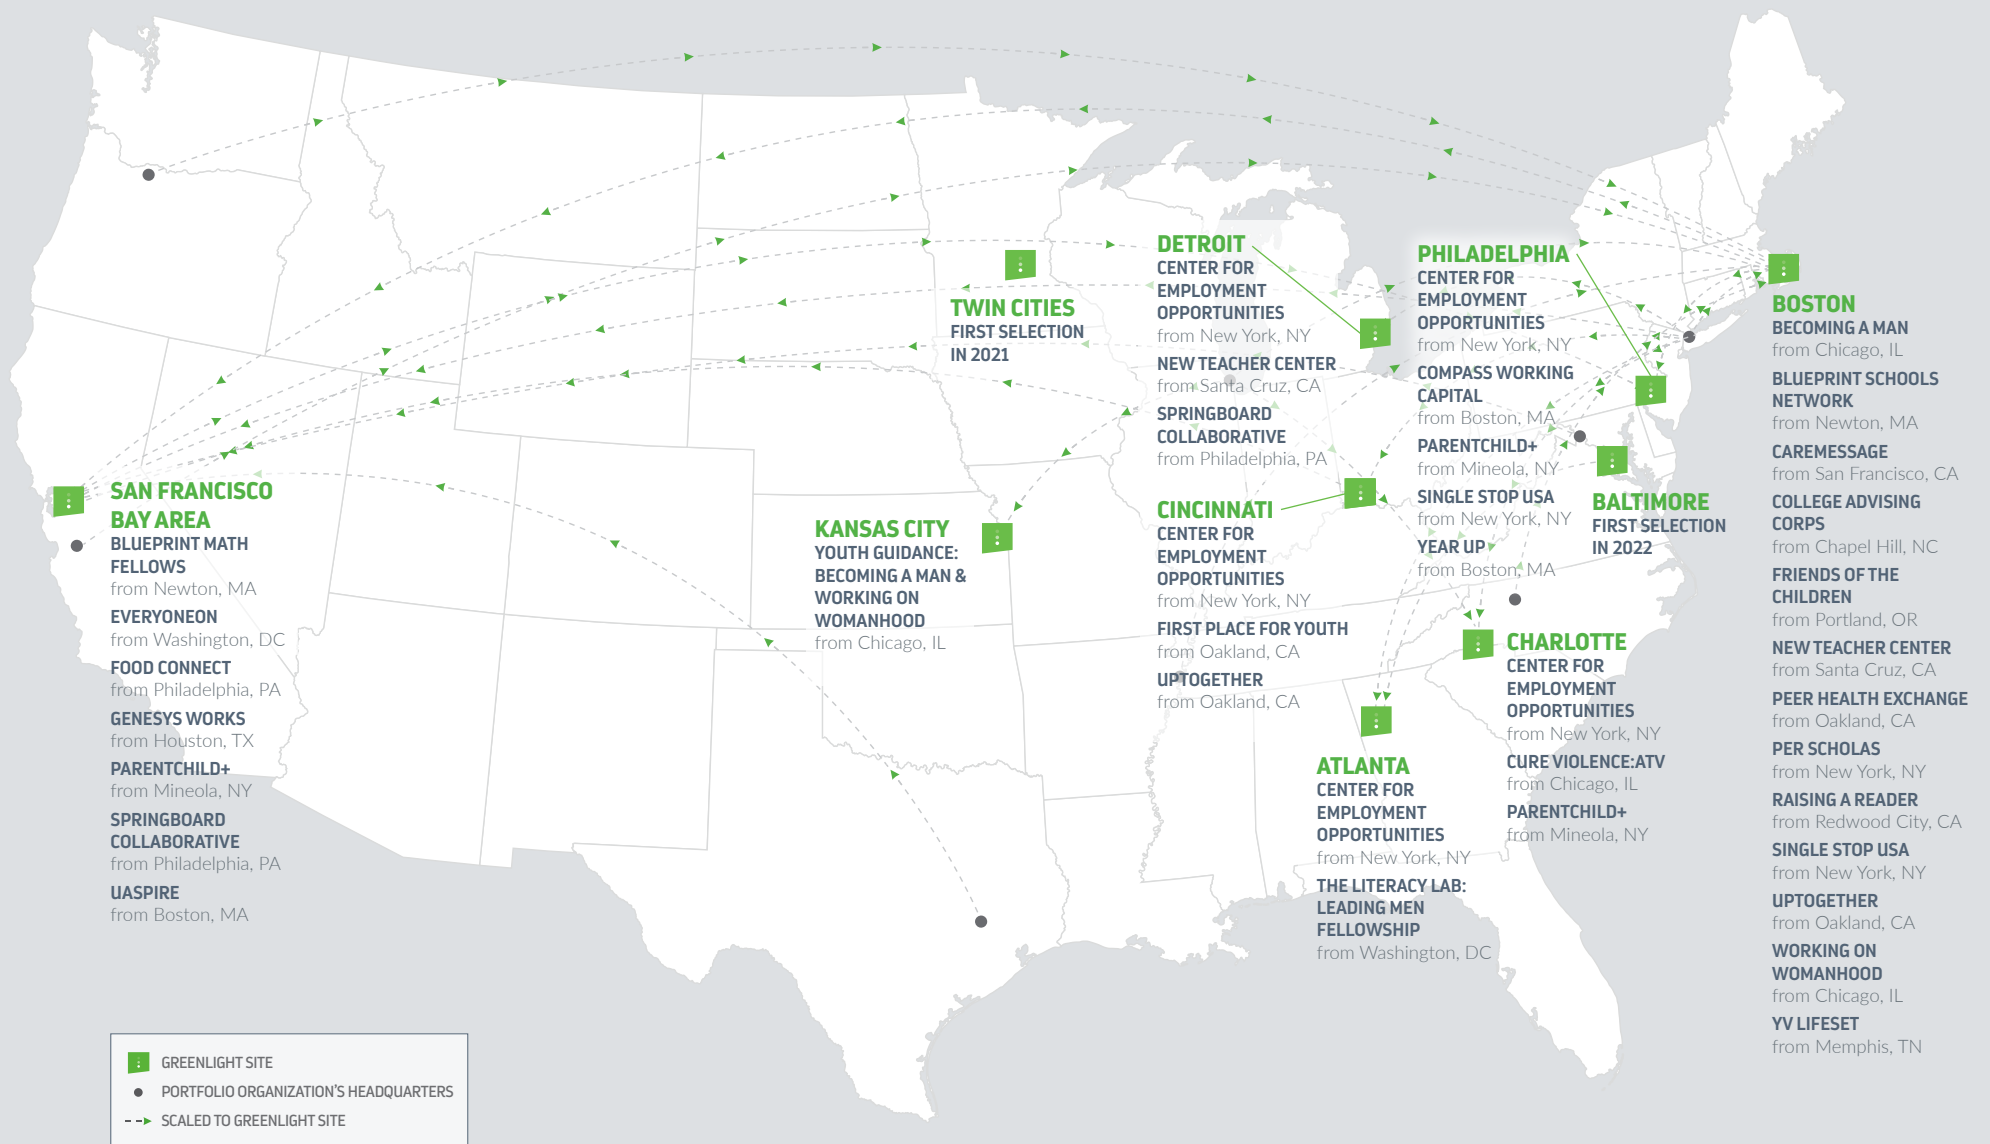 TWIN CITIES
FIRST SELECTION
IN 2021
DETROIT
CENTER FOR
EMPLOYMENT
OPPORTUNITIES
from New York, NY
NEW TEACHER CENTER
from Santa Cruz, CA
SPRINGBOARD
COLLABORATIVE
from Philadelphia, PA
PHILADELPHIA
CENTER FOR
EMPLOYMENT
OPPORTUNITIES
from New York, NY
COMPASS WORKING
CAPITAL
from Boston, MA
PARENTCHILD+
from Mineola, NY
SINGLE STOP USA
from New York, NY
YEAR UP
from Boston, MA
BOSTON
BECOMING A MAN
from Chicago, IL
BLUEPRINT SCHOOLS
NETWORK
from Newton, MA
CAREMESSAGE
from San Francisco, CA
COLLEGE ADVISING
CORPS
from Chapel Hill, NC
FRIENDS OF THE
CHILDREN
from Portland, OR
NEW TEACHER CENTER
from Santa Cruz, CA
PEER HEALTH EXCHANGE
from Oakland, CA
PER SCHOLAS
from New York, NY
RAISING A READER
from Redwood City, CA
SINGLE STOP USA
from New York, NY
UPTOGETHER
from Oakland, CA
WORKING ON
WOMANHOOD
from Chicago, IL
YV LIFESET
from Memphis, TN
SAN FRANCISCO
BAY AREA
BLUEPRINT MATH
FELLOWS
from Newton, MA
EVERYONEON
from Washington, DC
FOOD CONNECT
from Philadelphia, PA
GENESYS WORKS
from Houston, TX
PARENTCHILD+
from Mineola, NY
SPRINGBOARD
COLLABORATIVE
from Philadelphia, PA
UASPIRE
from Boston, MA
KANSAS CITY
YOUTH GUIDANCE:
BECOMING A MAN &
WORKING ON
WOMANHOOD
from Chicago, IL
CINCINNATI
CENTER FOR
EMPLOYMENT
OPPORTUNITIES
from New York, NY
FIRST PLACE FOR YOUTH
from Oakland, CA
UPTOGETHER
from Oakland, CA
BALTIMORE
FIRST SELECTION
IN 2022
CHARLOTTE
CENTER FOR
EMPLOYMENT
OPPORTUNITIES
from New York, NY
CURE VIOLENCE:ATV
from Chicago, IL
PARENTCHILD+
from Mineola, NY
ATLANTA
CENTER FOR
EMPLOYMENT
OPPORTUNITIES
from New York, NY
THE LITERACY LAB:
LEADING MEN
FELLOWSHIP
from Washington, DC
GREENLIGHT SITE
PORTFOLIO ORGANIZATION'S HEADQUARTERS
SCALED TO GREENLIGHT SITE